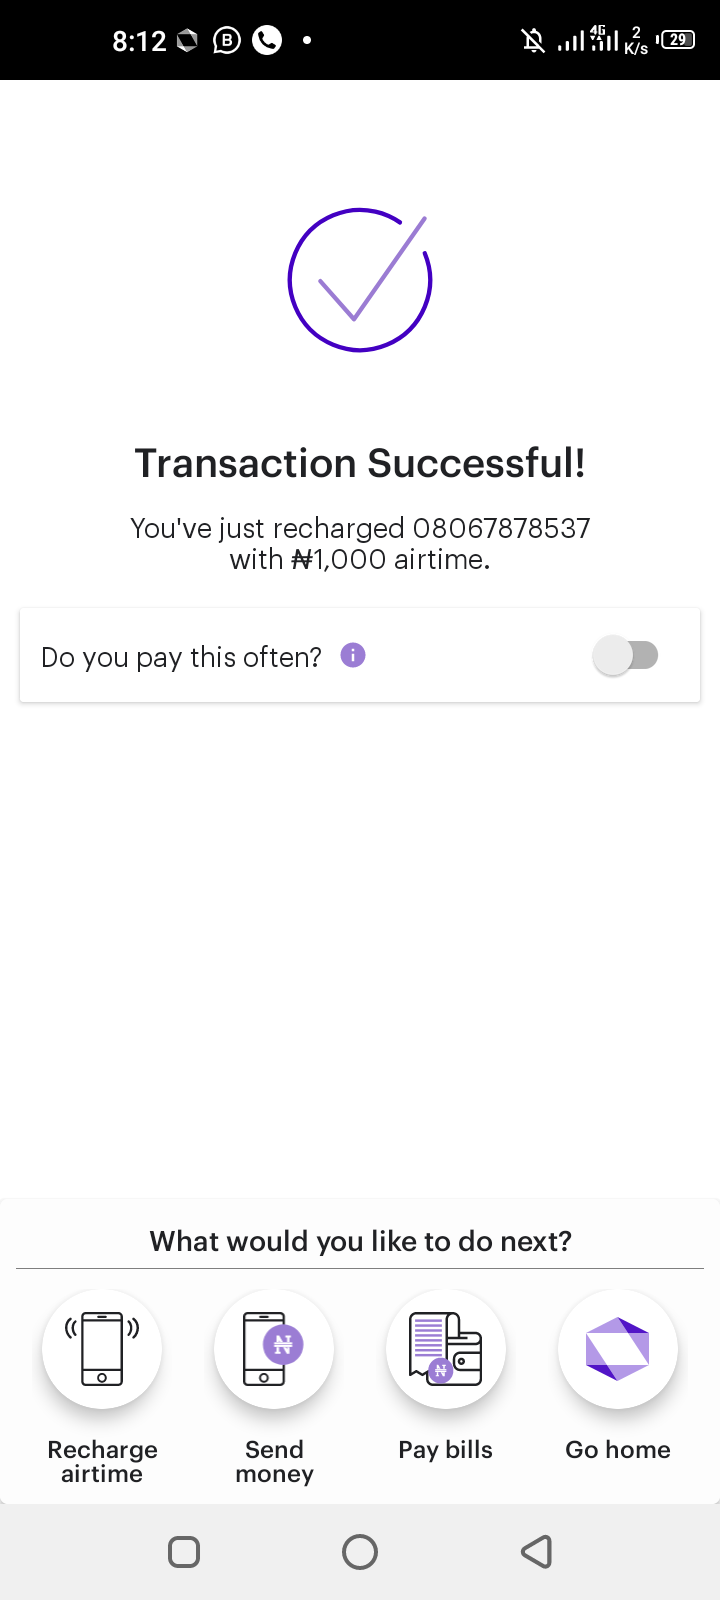 8:12
4G
2
K/s
29
Transaction Successful!
You've just recharged 08067878537
with ₦1,000 airtime.
Do you pay this often?
What would you like to do next?
Recharge
airtime
Send
money
Pay bills
Go home